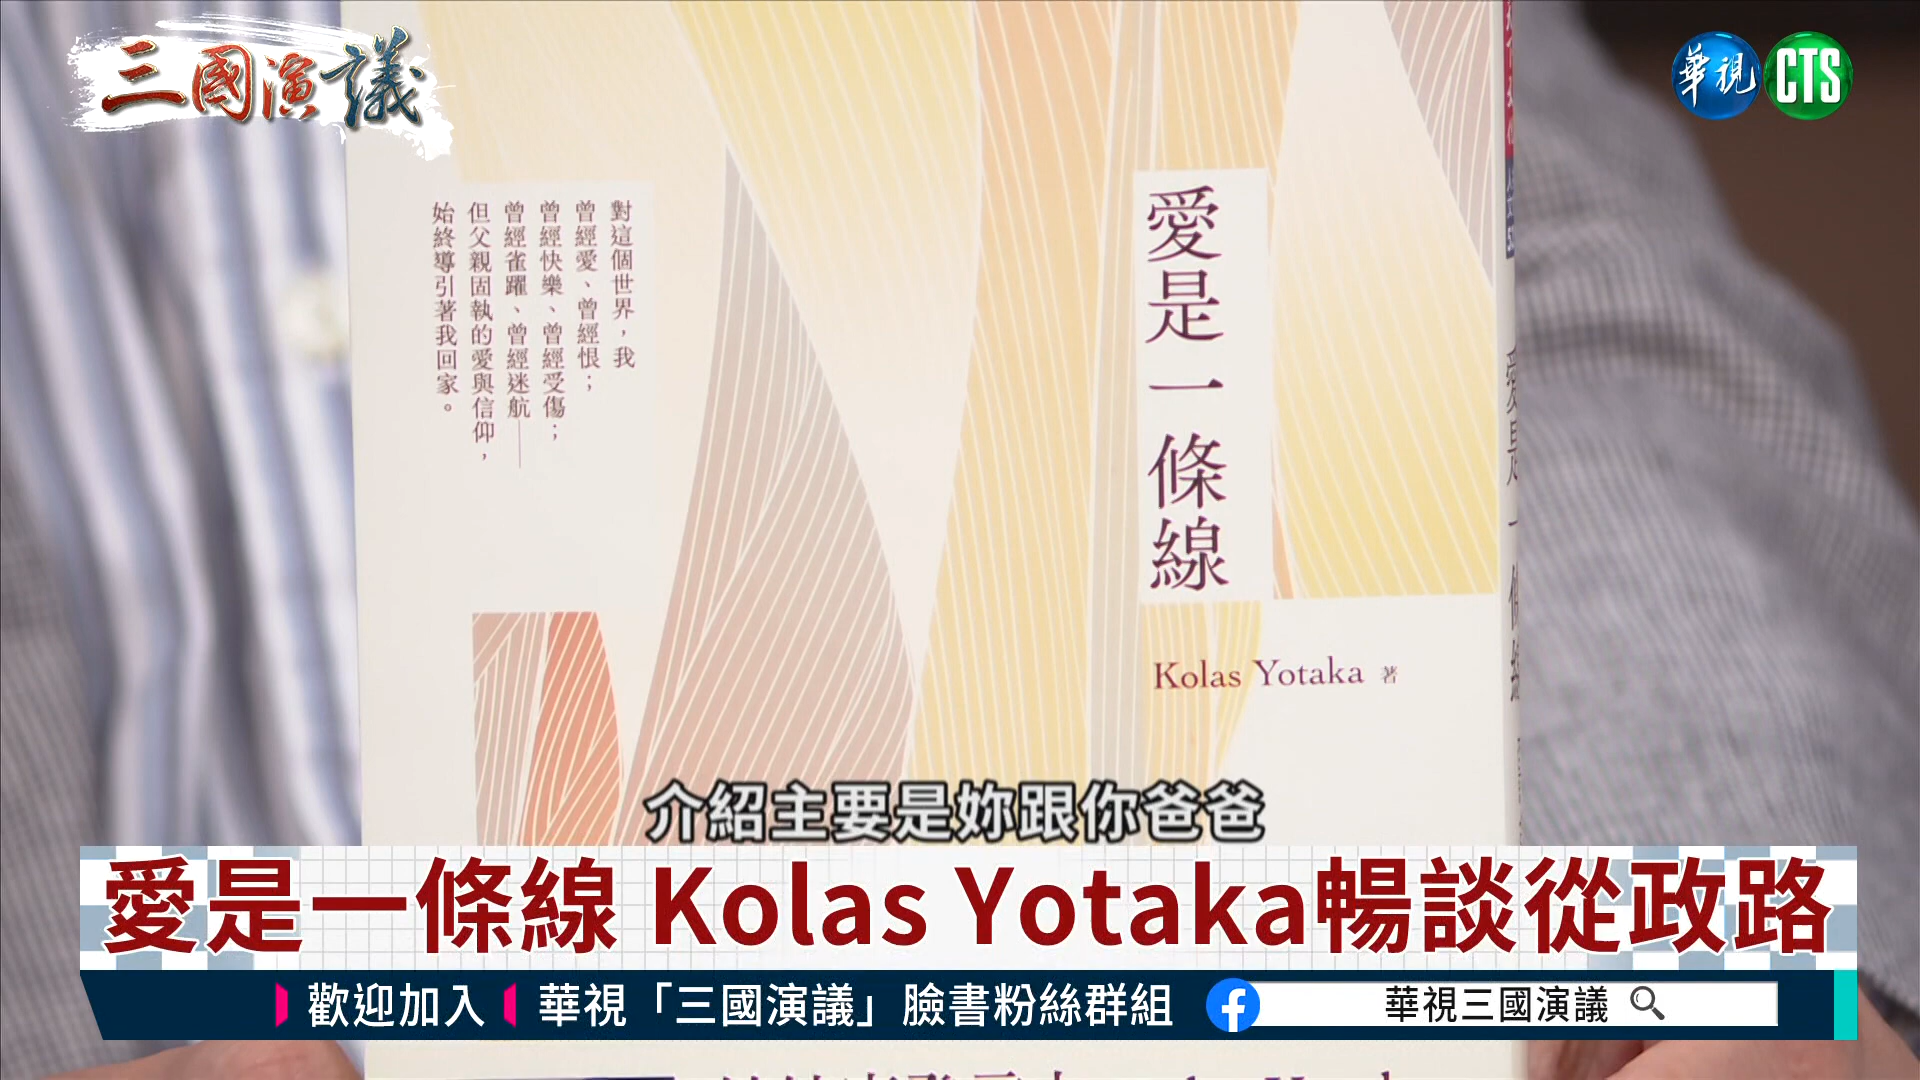 三國演議
華視 CTS
對這個世界，我
曾經愛、曾經恨；
曾經快樂、曾經受傷；
曾經雀躍、曾經迷航——
但父親固執的愛與信仰，
始終導引著我回家。
愛是一條線
Kolas Yotaka 著
愛是一條線
介紹主要是妳跟你爸爸
愛是一條線 Kolas Yotaka暢談從政路
歡迎加入 華視「三國演議」臉書粉絲群組
華視三國演議